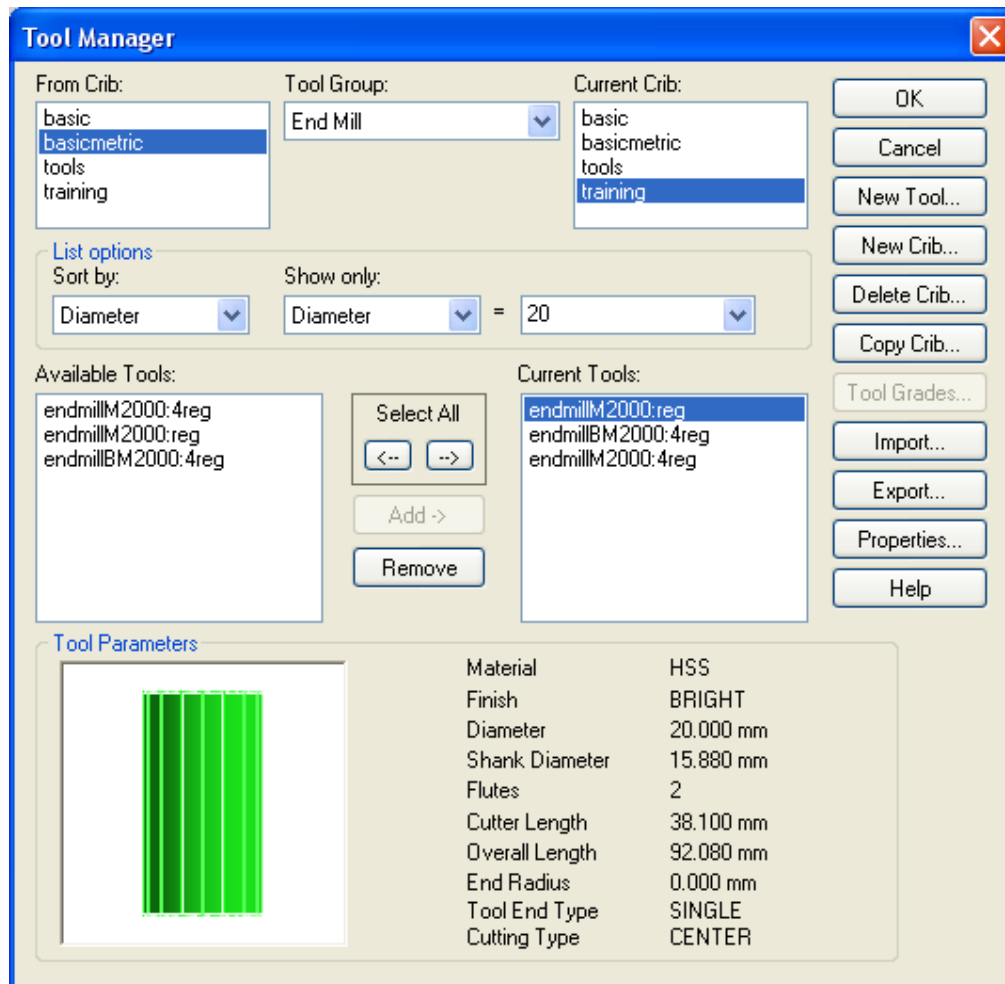 Tool Manager
From Crib:
basic
basicmetric
tools
training
Tool Group:
End Mill
Current Crib:
basic
basicmetric
tools
training
OK
Cancel
New Tool...
New Crib...
Delete Crib...
Copy Crib...
Tool Grades...
Import...
Export...
Properties...
Help
List options
Sort by:
Diameter
Show only:
Diameter
=
20
Available Tools:
endmillM2000:4reg
endmillM2000:reg
endmillBM2000:4reg
Select All
<--
-->
Add ->
Remove
Current Tools:
endmillM2000:reg
endmillBM2000:4reg
endmillM2000:4reg
Tool Parameters
Material HSS
Finish BRIGHT
Diameter 20.000 mm
Shank Diameter 15.880 mm
Flutes 2
Cutter Length 38.100 mm
Overall Length 92.080 mm
End Radius 0.000 mm
Tool End Type SINGLE
Cutting Type CENTER